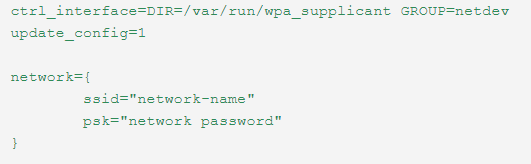 ctrl_interface=DIR=/var/run/wpa_supplicant GROUP=netdev
update_config=1
network={
ssid="network-name"
psk="network password"
}